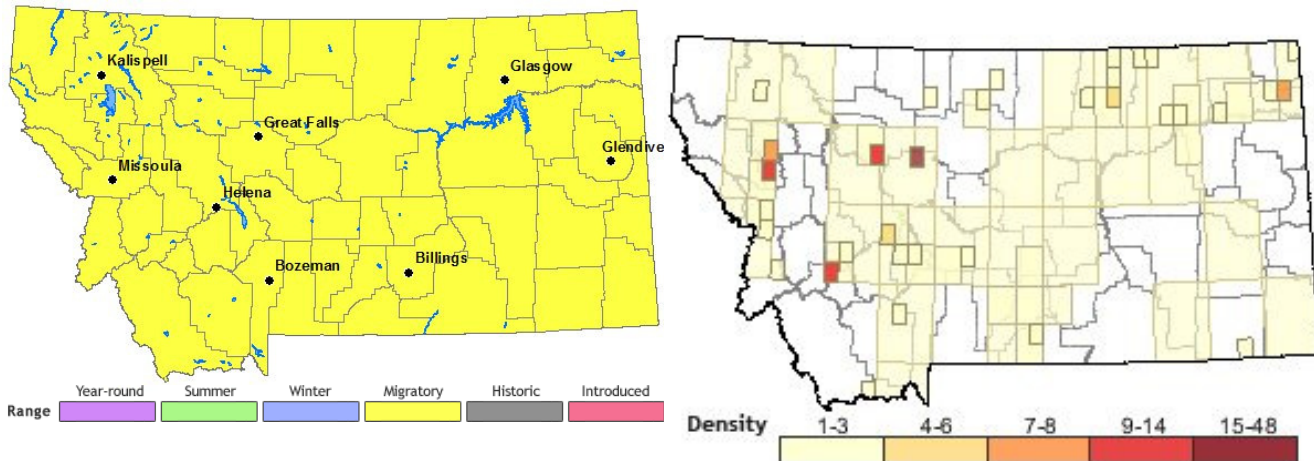 Kalispell
Glasgow
Great Falls
Glendive
Missoula
Helena
Billings
Bozeman
Year-round Summer Winter Migratory Historic Introduced
Range
Density 1-3 4-6 7-8 9-14 15-48